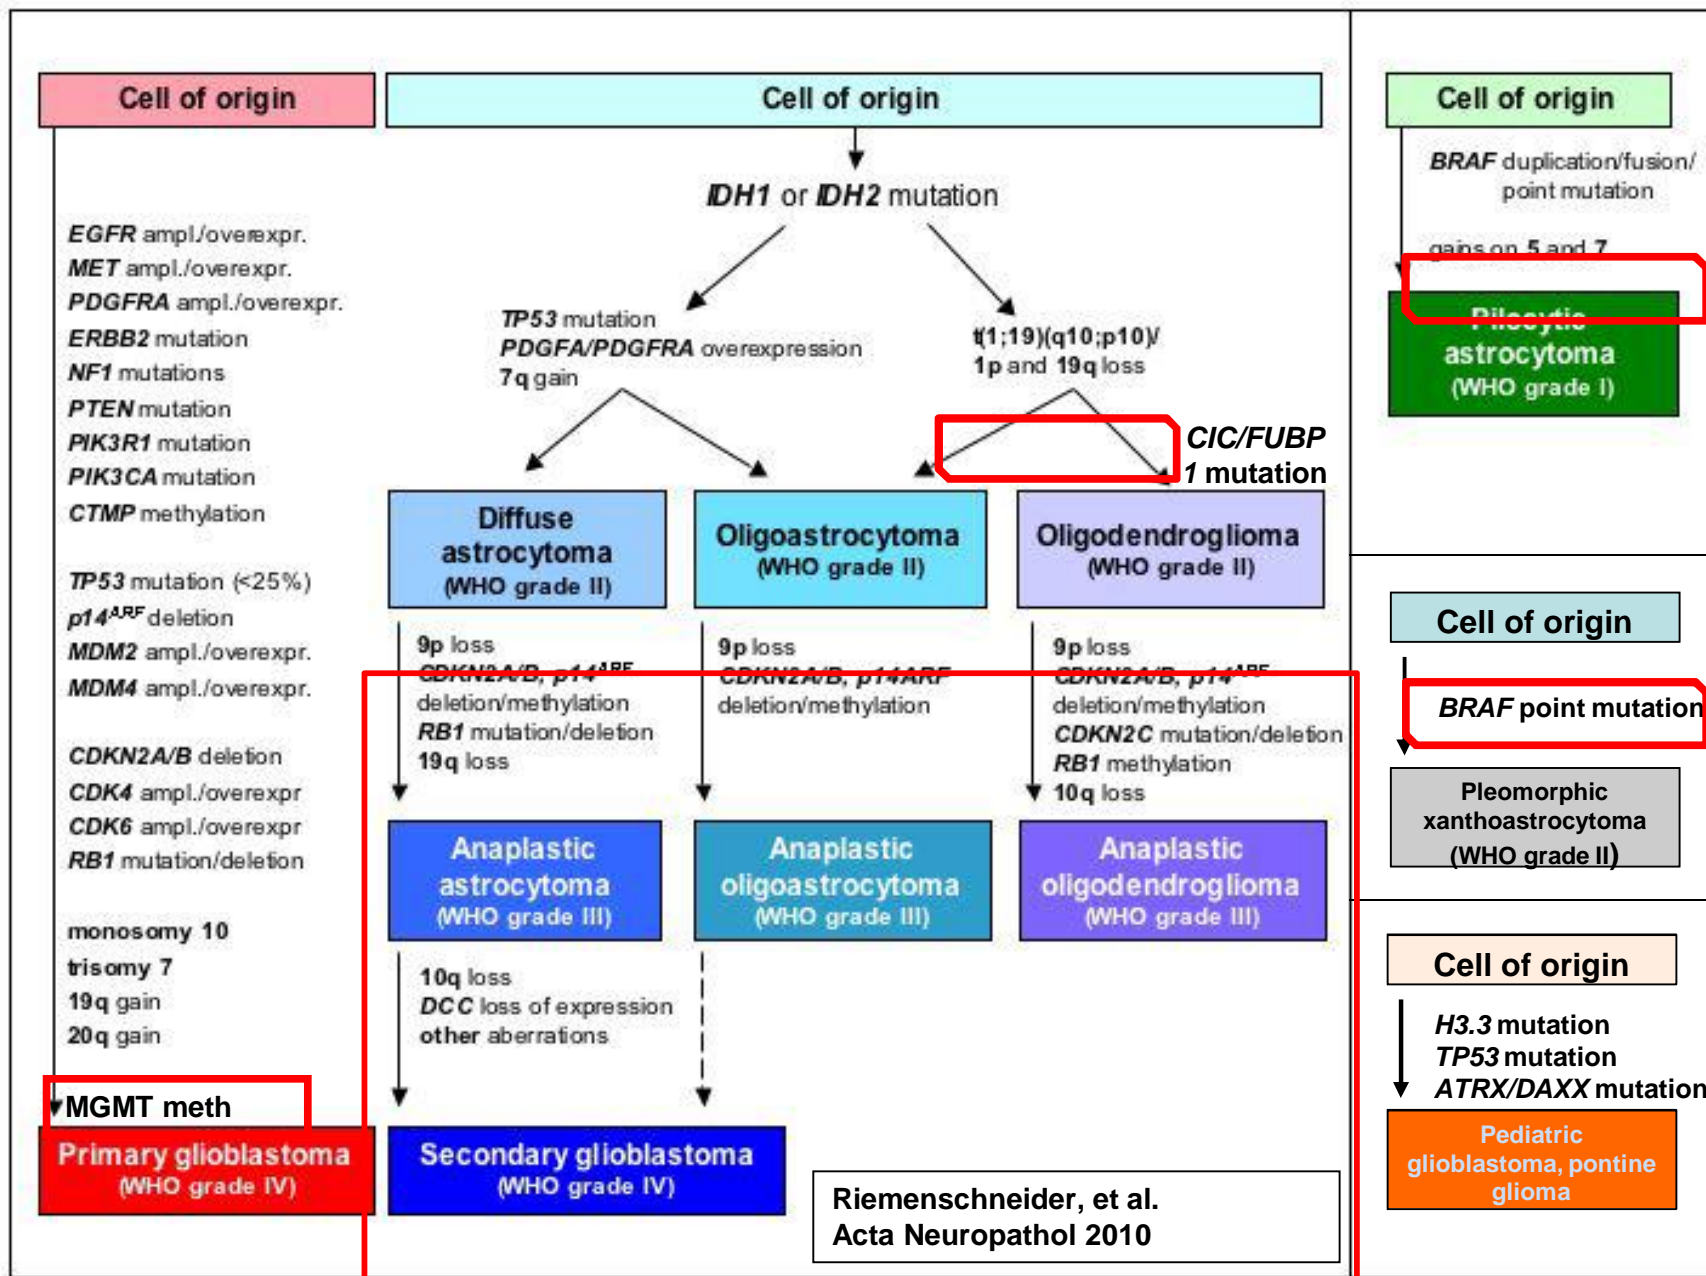 Cell of origin
EGFR ampl./overexpr.
MET ampl./overexpr.
PDGFRA ampl./overexpr.
ERBB2 mutation
NF1 mutations
PTEN mutation
PIK3R1 mutation
PIK3CA mutation
CTMP methylation
TP53 mutation (<25%)
p14ARF deletion
MDM2 ampl./overexpr.
MDM4 ampl./overexpr.
CDKN2A/B deletion
CDK4 ampl./overexpr
CDK6 ampl./overexpr
RB1 mutation/deletion
monosomy 10
trisomy 7
19q gain
20q gain
MGMT meth
Primary glioblastoma
(WHO grade IV)
Cell of origin
IDH1 or IDH2 mutation
TP53 mutation
PDGFA/PDGFRA overexpression
7q gain
t(1;19)(q10;p10)/
1p and 19q loss
CIC/FUBP
1 mutation
Diffuse
astrocytoma
(WHO grade II)
Oligoastrocytoma
(WHO grade II)
Oligodendroglioma
(WHO grade II)
9p loss
CDKN2A/B, p14ARF
deletion/methylation
RB1 mutation/deletion
19q loss
9p loss
CDKN2A/B, p14ARF
deletion/methylation
9p loss
CDKN2A/B, p14ARF
deletion/methylation
CDKN2C mutation/deletion
RB1 methylation
10q loss
Anaplastic
astrocytoma
(WHO grade III)
Anaplastic
oligoastrocytoma
(WHO grade III)
Anaplastic
oligodendroglioma
(WHO grade III)
10q loss
DCC loss of expression
other aberrations
Secondary glioblastoma
(WHO grade IV)
Riemenschneider, et al.
Acta Neuropathol 2010
Cell of origin
BRAF duplication/fusion/
point mutation
gains on 5 and 7
Pilocytic
astrocytoma
(WHO grade I)
Cell of origin
BRAF point mutation
Pleomorphic
xanthoastrocytoma
(WHO grade II)
Cell of origin
H3.3 mutation
TP53 mutation
ATRX/DAXX mutation
Pediatric
glioblastoma, pontine
glioma